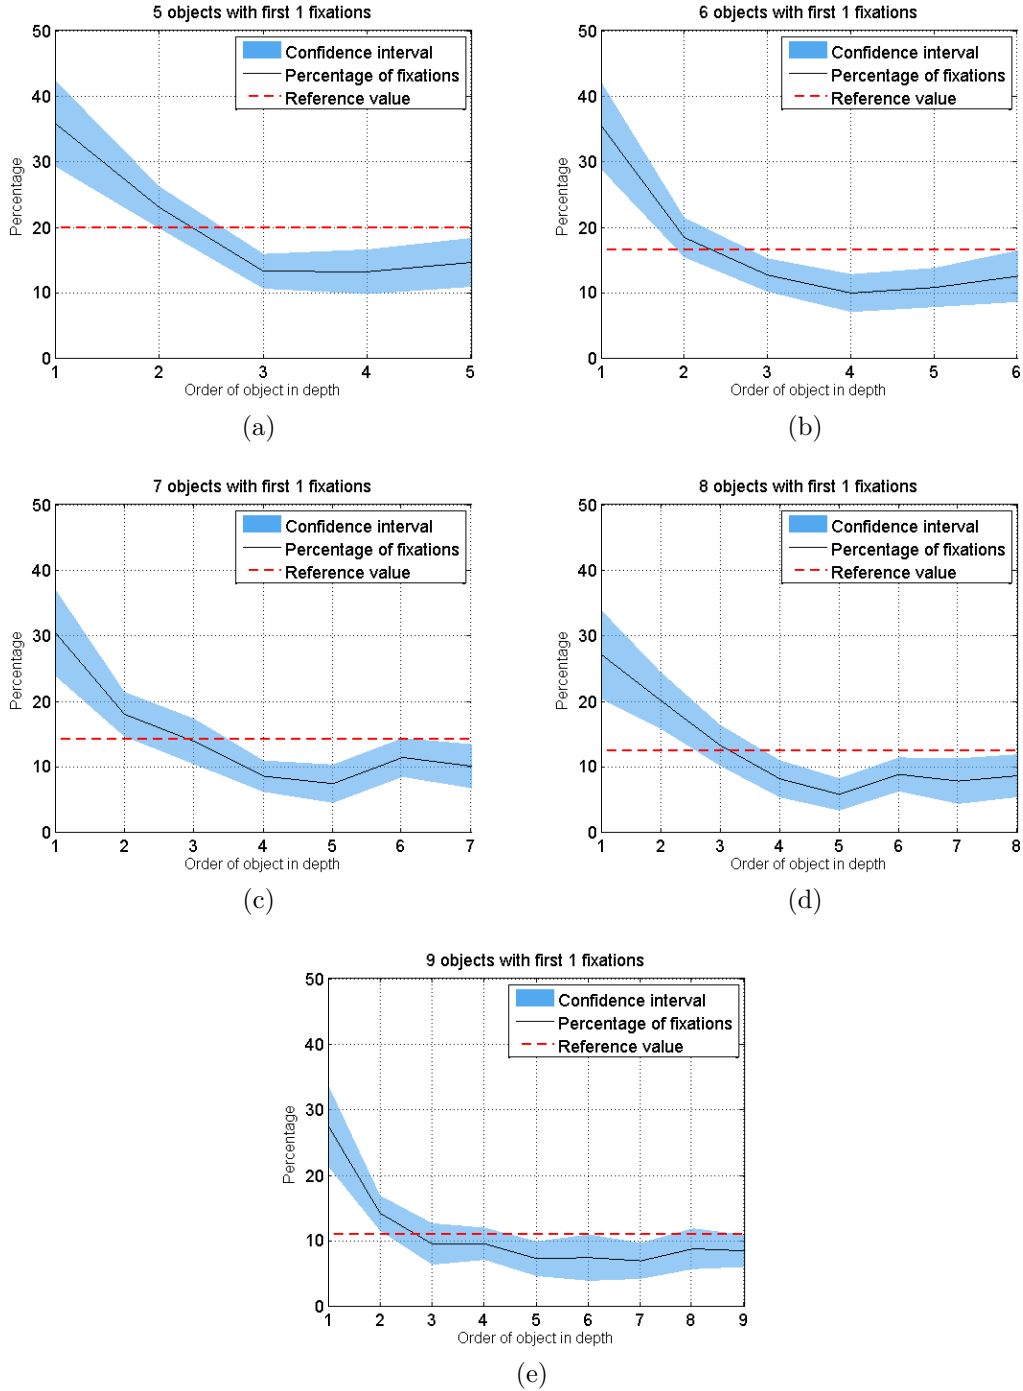 5 objects with first 1 fixations
50
40
30
20
10
0
Percentage
Confidence interval
Percentage of fixations
Reference value
1 2 3 4 5
Order of object in depth
(a)
6 objects with first 1 fixations
50
40
30
20
10
0
Percentage
Confidence interval
Percentage of fixations
Reference value
1 2 3 4 5 6
Order of object in depth
(b)
7 objects with first 1 fixations
50
40
30
20
10
0
Percentage
Confidence interval
Percentage of fixations
Reference value
1 2 3 4 5 6 7
Order of object in depth
(c)
8 objects with first 1 fixations
50
40
30
20
10
0
Percentage
Confidence interval
Percentage of fixations
Reference value
1 2 3 4 5 6 7 8
Order of object in depth
(d)
9 objects with first 1 fixations
50
40
30
20
10
0
Percentage
Confidence interval
Percentage of fixations
Reference value
1 2 3 4 5 6 7 8 9
Order of object in depth
(e)